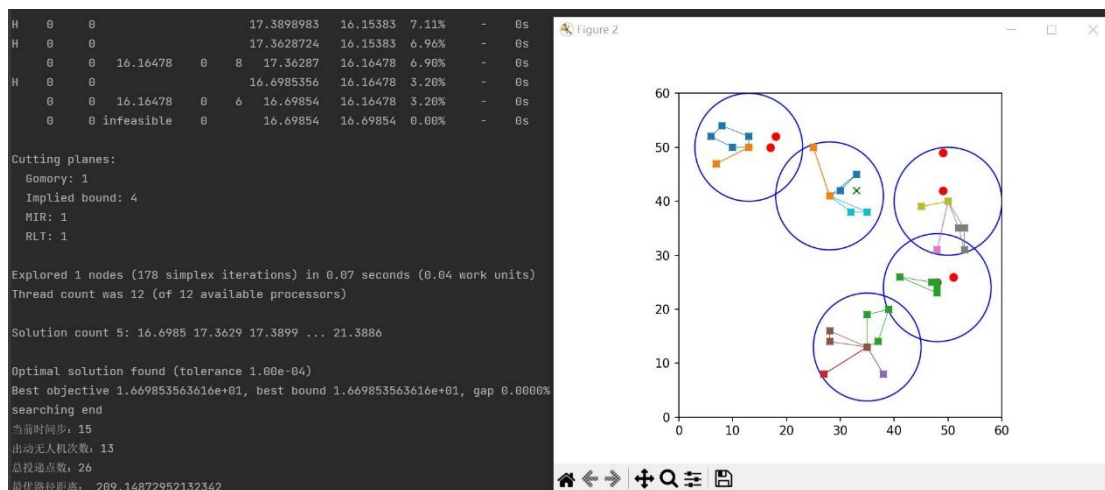 H 0 0 17.3898983 16.15383 7.11% - 0s
H 0 0 17.3628724 16.15383 6.96% - 0s
0 0 16.16478 0 8 17.36287 16.16478 6.90% - 0s
H 0 0 16.6985356 16.16478 3.20% - 0s
0 0 16.16478 0 6 16.69854 16.16478 3.20% - 0s
0 0 infeasible 0 16.69854 16.69854 0.00% - 0s
Cutting planes:
Gomory: 1
Implied bound: 4
MIR: 1
RLT: 1
Explored 1 nodes (178 simplex iterations) in 0.07 seconds (0.04 work units)
Thread count was 12 (of 12 available processors)
Solution count 5: 16.6985 17.3629 17.3899 ... 21.3886
Optimal solution found (tolerance 1.00e-04)
Best objective 1.669853563616e+01, best bound 1.669853563616e+01, gap 0.0000%
searching end
当前时间步：15
出动无人机次数：13
总投递点数：26
最优路径距离： 209.14872952132342
Figure 2
60
50
40
30
20
10
0
0 10 20 30 40 50 60